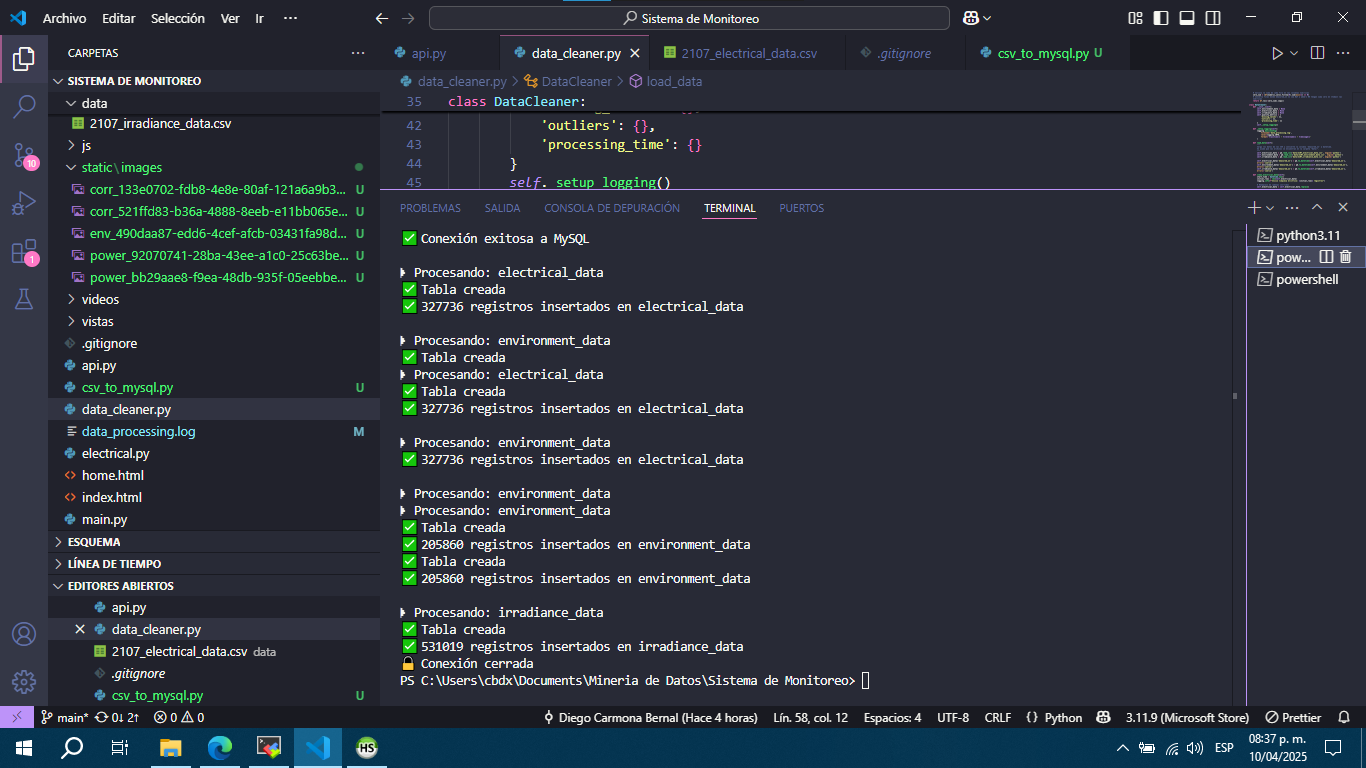 Archivo Editar Selección Ver Ir ··· Sistema de Monitoreo
CARPETAS ···
SISTEMA DE MONITOREO
data
2107_irradiance_data.csv
js
static\images
corr_133e0702-fdb8-4e8e-80af-121a6a9b3... U
corr_521ffd83-b36a-4888-8eeb-e11bb065e... U
env_490daa87-edd6-4cef-afcb-03431fa98d... U
power_92070741-28ba-43ee-a1c0-25c63be... U
power_bb29aae8-f9ea-48db-935f-05eebbe... U
videos
vistas
.gitignore
api.py
csv_to_mysql.py U
data_cleaner.py
data_processing.log M
electrical.py
home.html
index.html
main.py
ESQUEMA
LÍNEA DE TIEMPO
EDITORES ABIERTOS
api.py
data_cleaner.py
2107_electrical_data.csv data
.gitignore
csv_to_mysql.py U
10
1
api.py data_cleaner.py 2107_electrical_data.csv .gitignore csv_to_mysql.py U
data_cleaner.py > DataCleaner > load_data
35 class DataCleaner:
42 'outliers': {},
43 'processing_time': {}
44 }
45 self._setup_logging()
PROBLEMAS SALIDA CONSOLA DE DEPURACIÓN TERMINAL PUERTOS
✅ Conexión exitosa a MySQL
Procesando: electrical_data
✅ Tabla creada
✅ 327736 registros insertados en electrical_data
Procesando: environment_data
✅ Tabla creada
Procesando: electrical_data
✅ Tabla creada
✅ 327736 registros insertados en electrical_data
Procesando: environment_data
✅ 327736 registros insertados en electrical_data
Procesando: environment_data
Procesando: environment_data
✅ Tabla creada
✅ 205860 registros insertados en environment_data
✅ Tabla creada
✅ 205860 registros insertados en environment_data
Procesando: irradiance_data
✅ Tabla creada
✅ 531019 registros insertados en irradiance_data
🔒 Conexión cerrada
PS C:\Users\cbdx\Documents\Mineria de Datos\Sistema de Monitoreo>
python3.11
pow...
powershell
main* 0↓ 2↑ 0 0 Diego Carmona Bernal (Hace 4 horas) Lín. 58, col. 12 Espacios: 4 UTF-8 CRLF {} Python 3.11.9 (Microsoft Store) Prettier
HS ESP 08:37 p. m.
10/04/2025